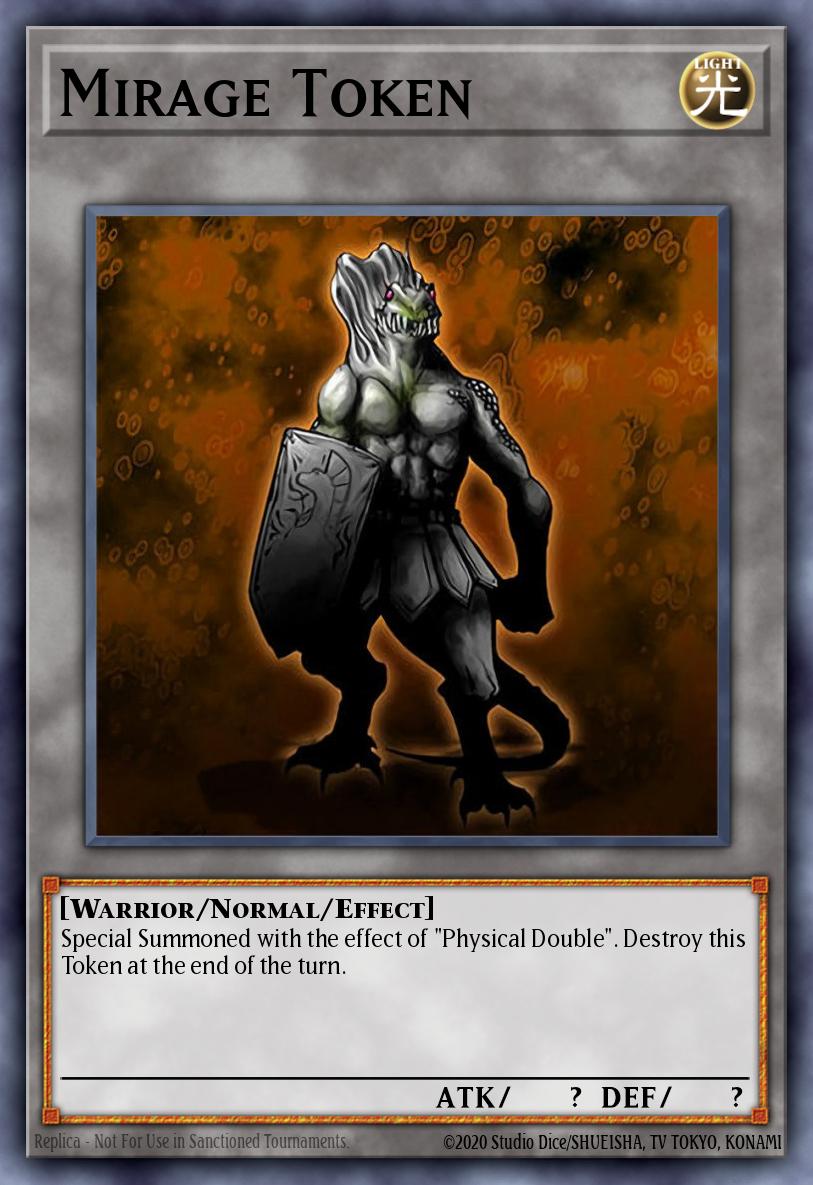 Mirage Token
LIGHT
光
[Warrior/Normal/Effect]
Special Summoned with the effect of "Physical Double". Destroy this
Token at the end of the turn.
ATK/ ? DEF/ ?
Replica - Not For Use in Sanctioned Tournaments.
©2020 Studio Dice/SHUEISHA, TV TOKYO, KONAMI